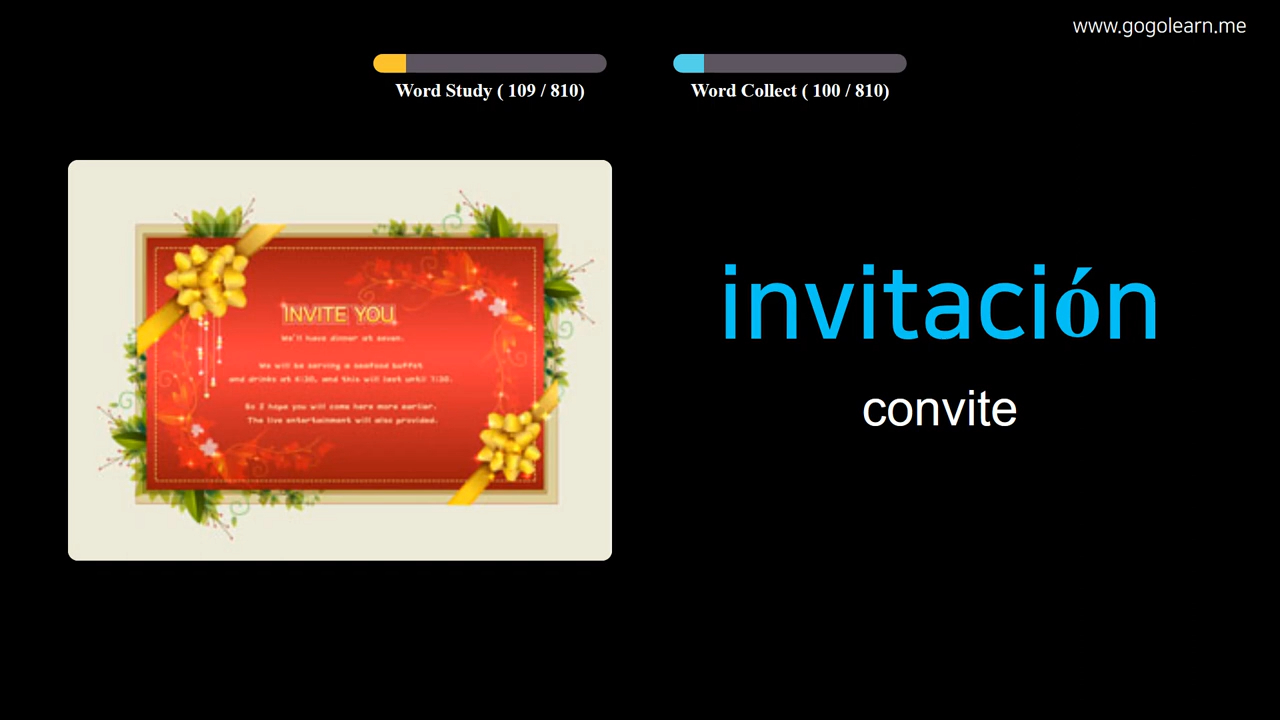 www.gogolearn.me
Word Study ( 109 / 810)
Word Collect ( 100 / 810)
INVITE YOU
We'll have dinner at seven.
We will be serving a seafood buffet
and drinks at 6:30, and this will last until 7:30.
So I hope you will come here more earlier.
The live entertainment will also provided.
invitación
convite